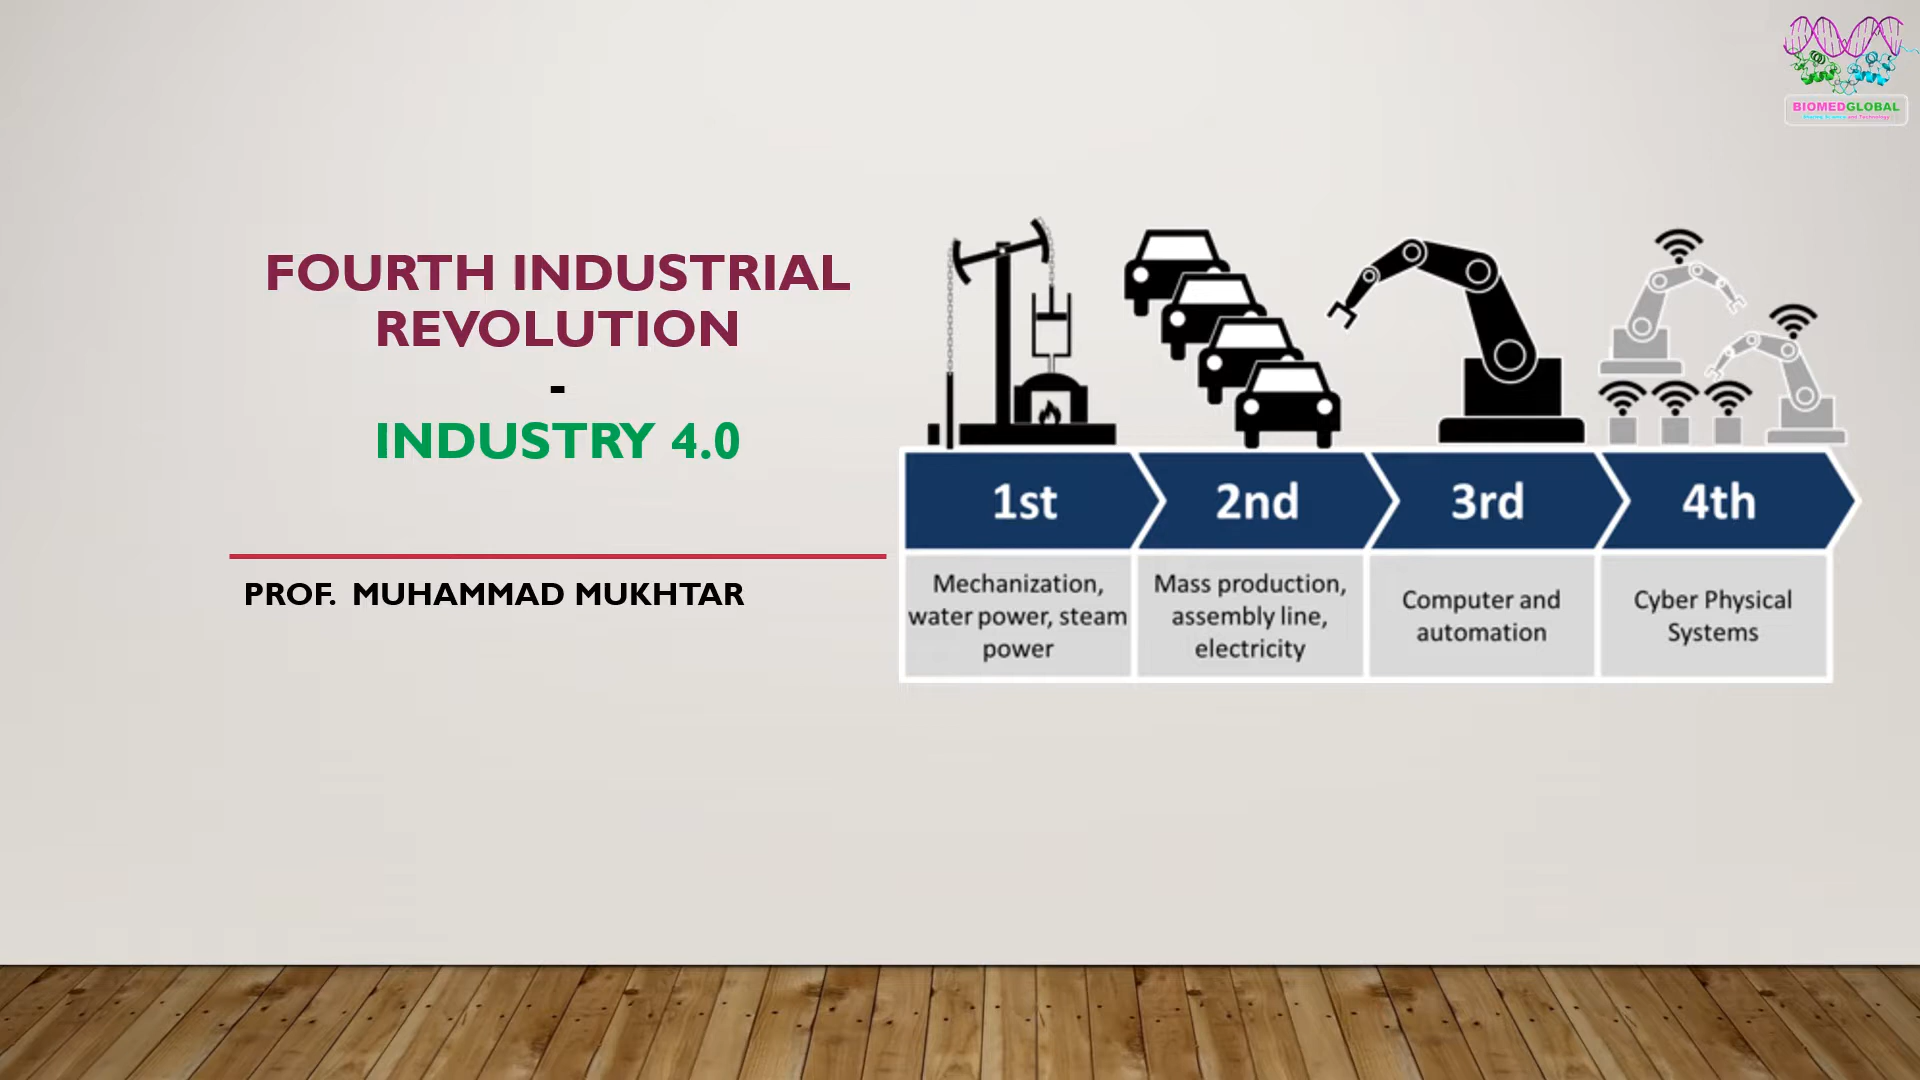 BIOMEDGLOBAL
FOURTH INDUSTRIAL
REVOLUTION
-
INDUSTRY 4.0
PROF. MUHAMMAD MUKHTAR
1st
2nd
3rd
4th
Mechanization,
water power, steam
power
Mass production,
assembly line,
electricity
Computer and
automation
Cyber Physical
Systems